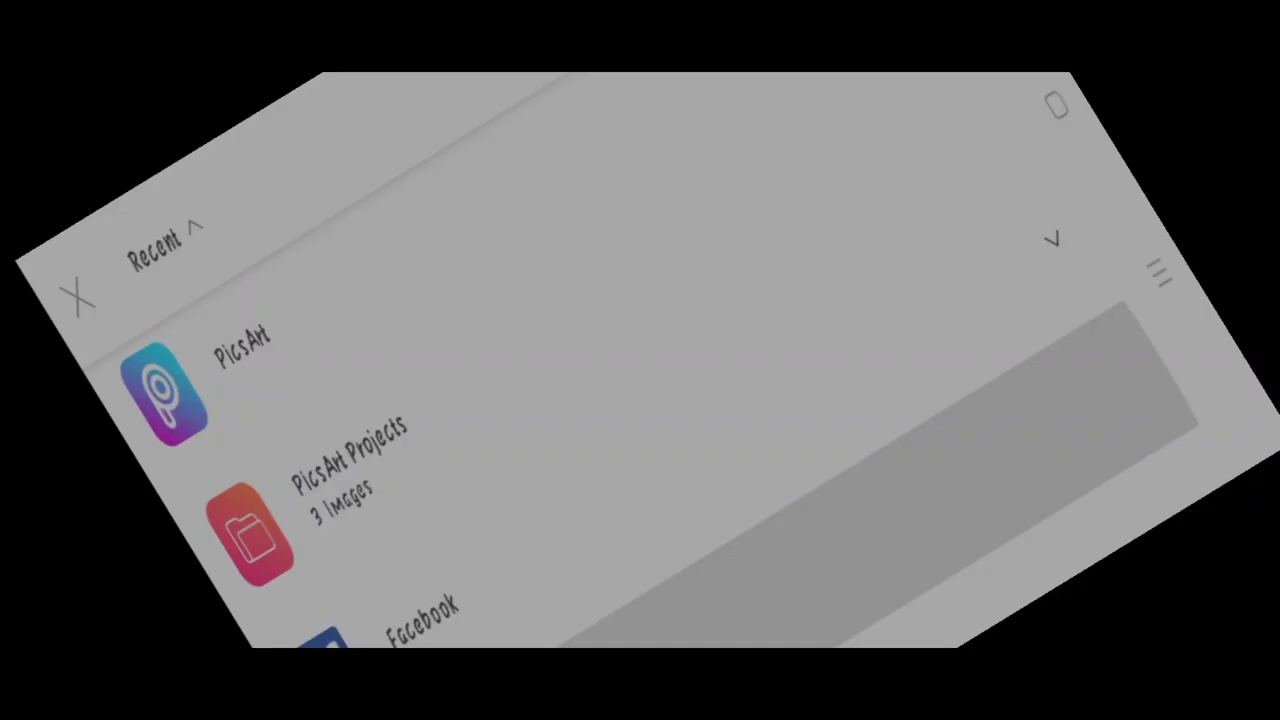 Recent
PicsArt
PicsArt Projects
3 Images
Facebook